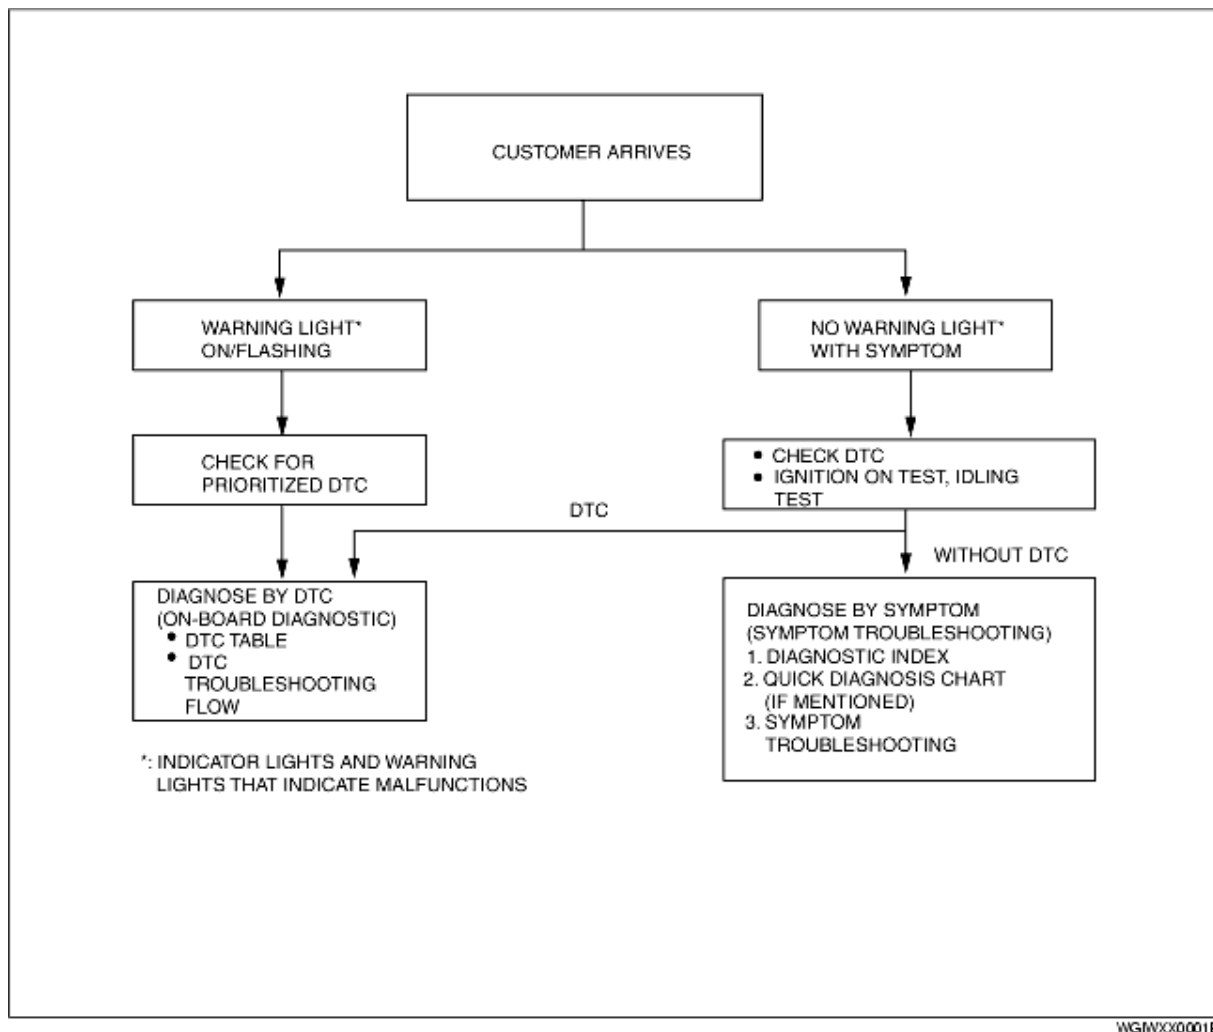 CUSTOMER ARRIVES
WARNING LIGHT*
ON/FLASHING
NO WARNING LIGHT*
WITH SYMPTOM
CHECK FOR
PRIORITIZED DTC
• CHECK DTC
• IGNITION ON TEST, IDLING
TEST
DTC
WITHOUT DTC
DIAGNOSE BY DTC
(ON-BOARD DIAGNOSTIC)
• DTC TABLE
• DTC
TROUBLESHOOTING
FLOW
DIAGNOSE BY SYMPTOM
(SYMPTOM TROUBLESHOOTING)
1. DIAGNOSTIC INDEX
2. QUICK DIAGNOSIS CHART
(IF MENTIONED)
3. SYMPTOM
TROUBLESHOOTING
*: INDICATOR LIGHTS AND WARNING
LIGHTS THAT INDICATE MALFUNCTIONS